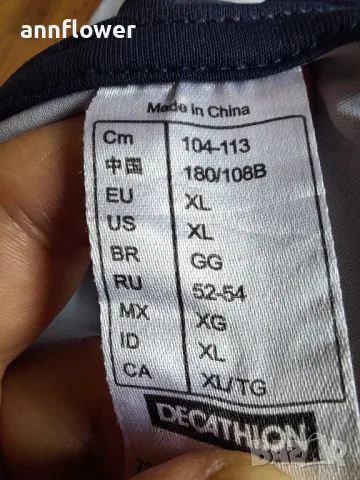 annflower
Made in China
Cm 104-113
中国 180/108B
EU XL
US XL
BR GG
RU 52-54
MX XG
ID XL
CA XL/TG
DECATHLON